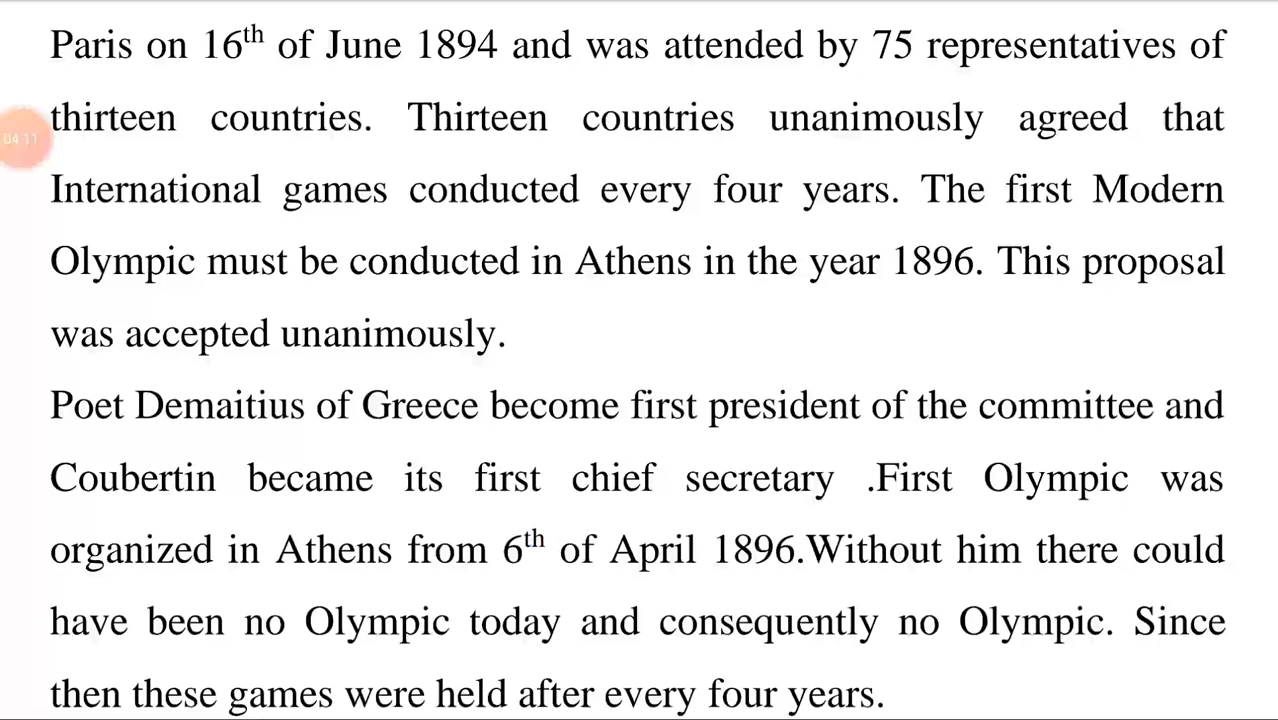 Paris on 16th of June 1894 and was attended by 75 representatives of
04:11
thirteen countries. Thirteen countries unanimously agreed that
International games conducted every four years. The first Modern
Olympic must be conducted in Athens in the year 1896. This proposal
was accepted unanimously.
Poet Demaitius of Greece become first president of the committee and
Coubertin became its first chief secretary .First Olympic was
organized in Athens from 6th of April 1896.Without him there could
have been no Olympic today and consequently no Olympic. Since
then these games were held after every four years.